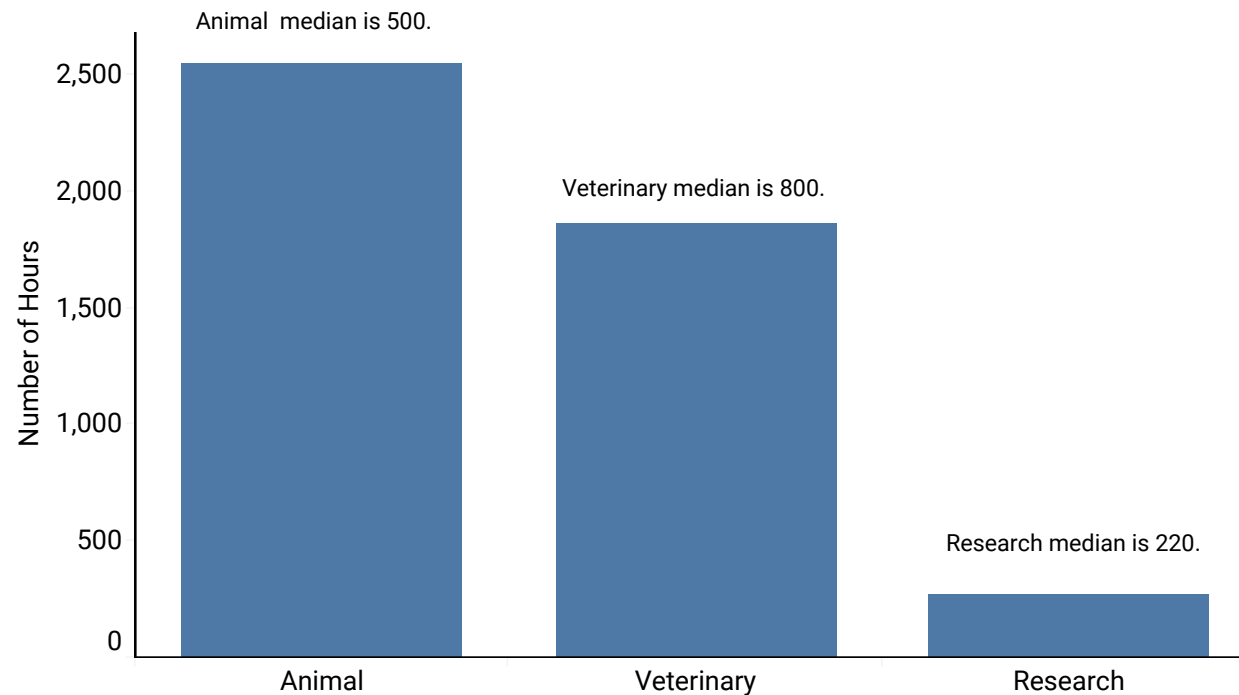 Animal  median is 500.
2,500
Veterinary median is 800.
2,000
Number of Hours
1,500
1,000
500
Research median is 220.
0
Animal
Veterinary
Research